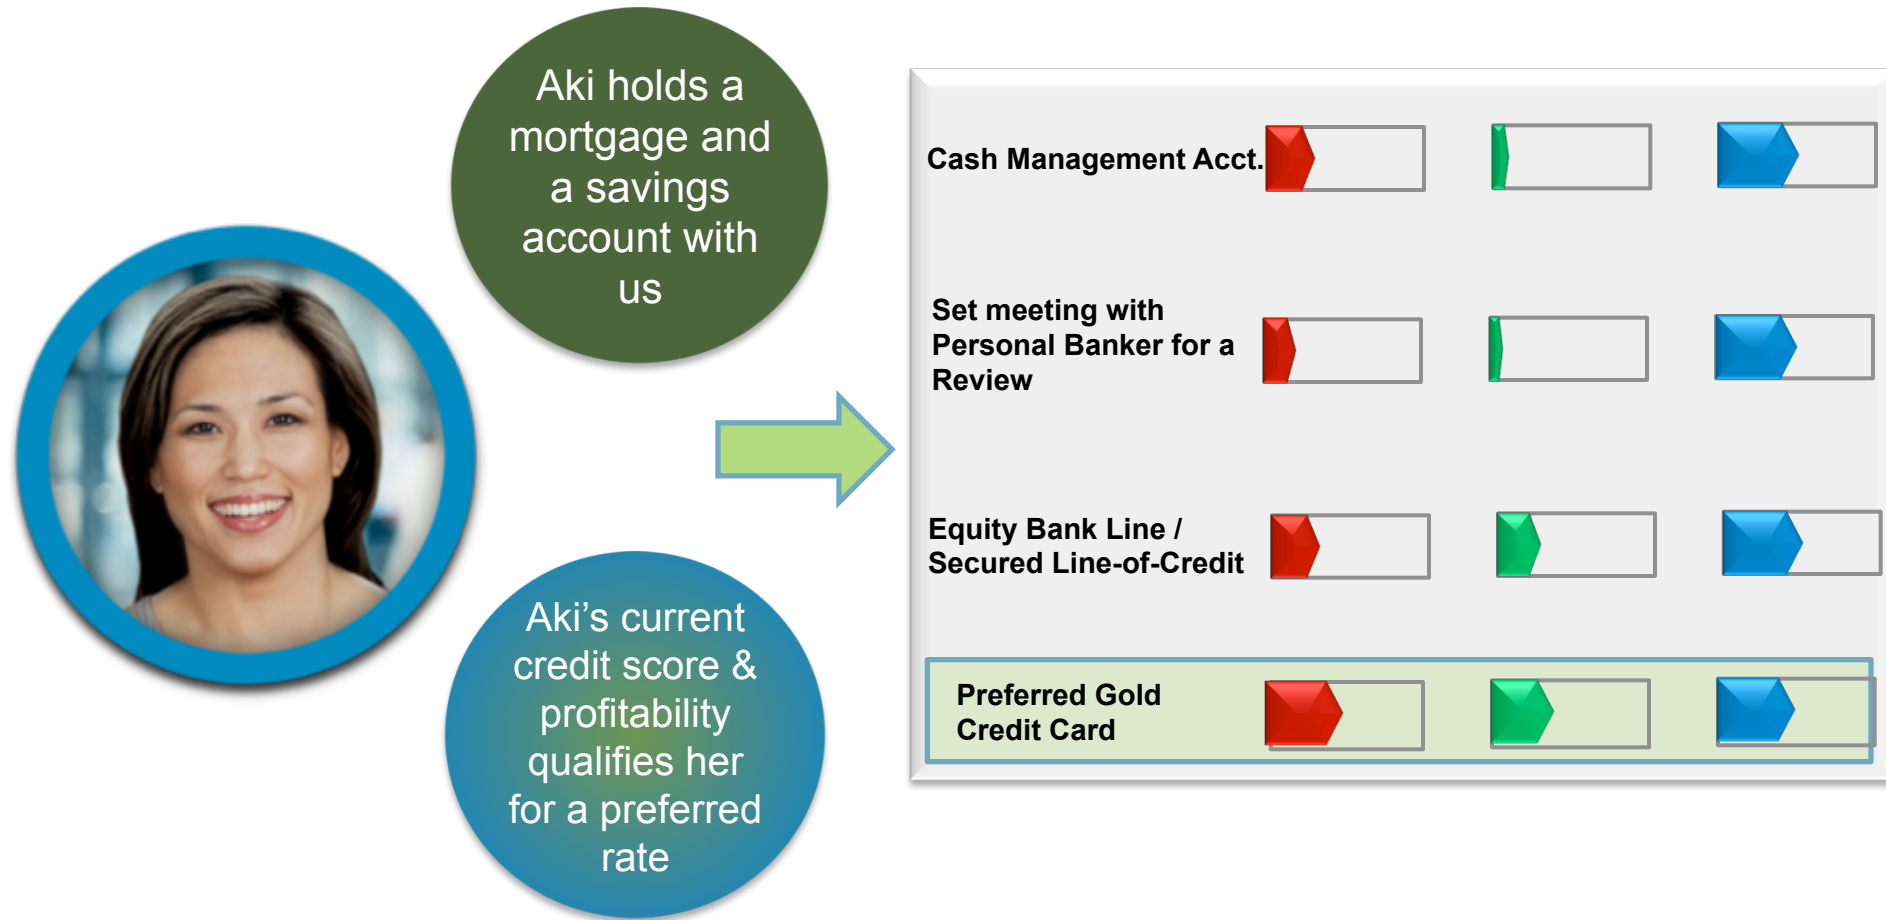 Aki holds a
mortgage and
a savings
account with
us
Aki’s current
credit score &
profitability
qualifies her
for a preferred
rate
Cash Management Acct.
Set meeting with
Personal Banker for a
Review
Equity Bank Line /
Secured Line-of-Credit
Preferred Gold
Credit Card